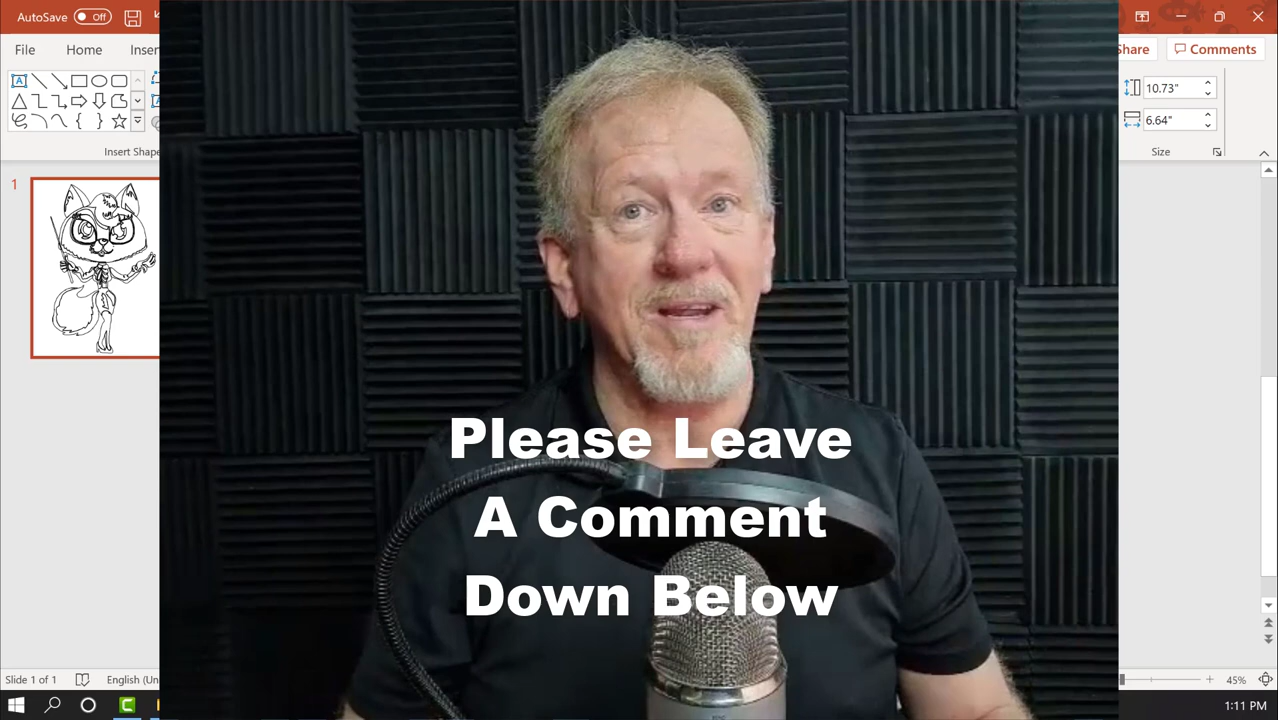 AutoSave Off
File Home Inser
Share Comments
A
A
10.73"
6.64"
Insert Shape
Size
1
Please Leave
A Comment
Down Below
Slide 1 of 1 English (Un 45%
1:11 PM